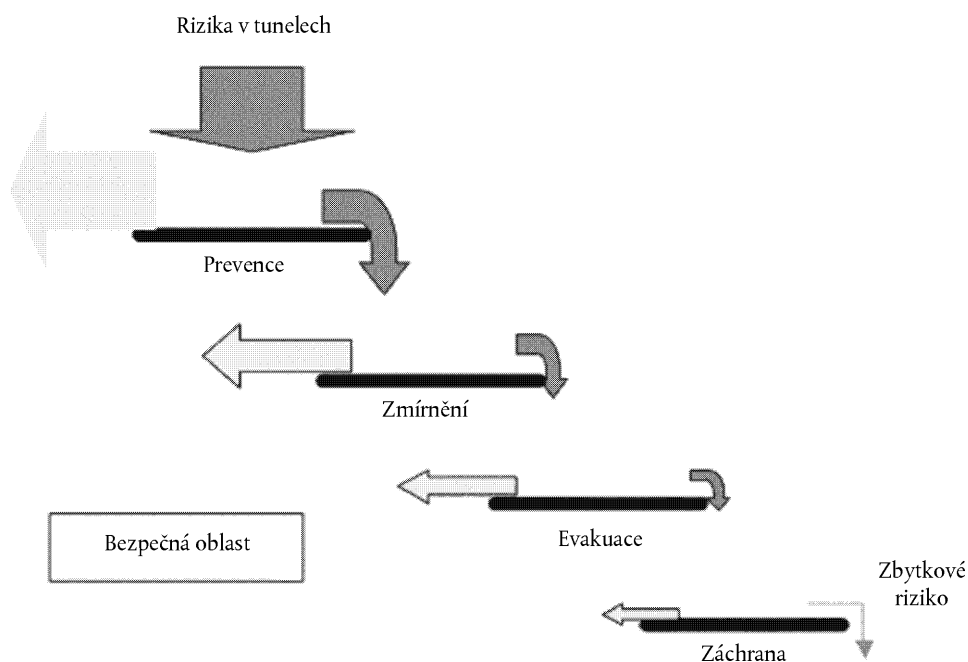 Rizika v tunelech
Prevence
Zmírnění
Evakuace
Bezpečná oblast
Zbytkové
riziko
Záchrana